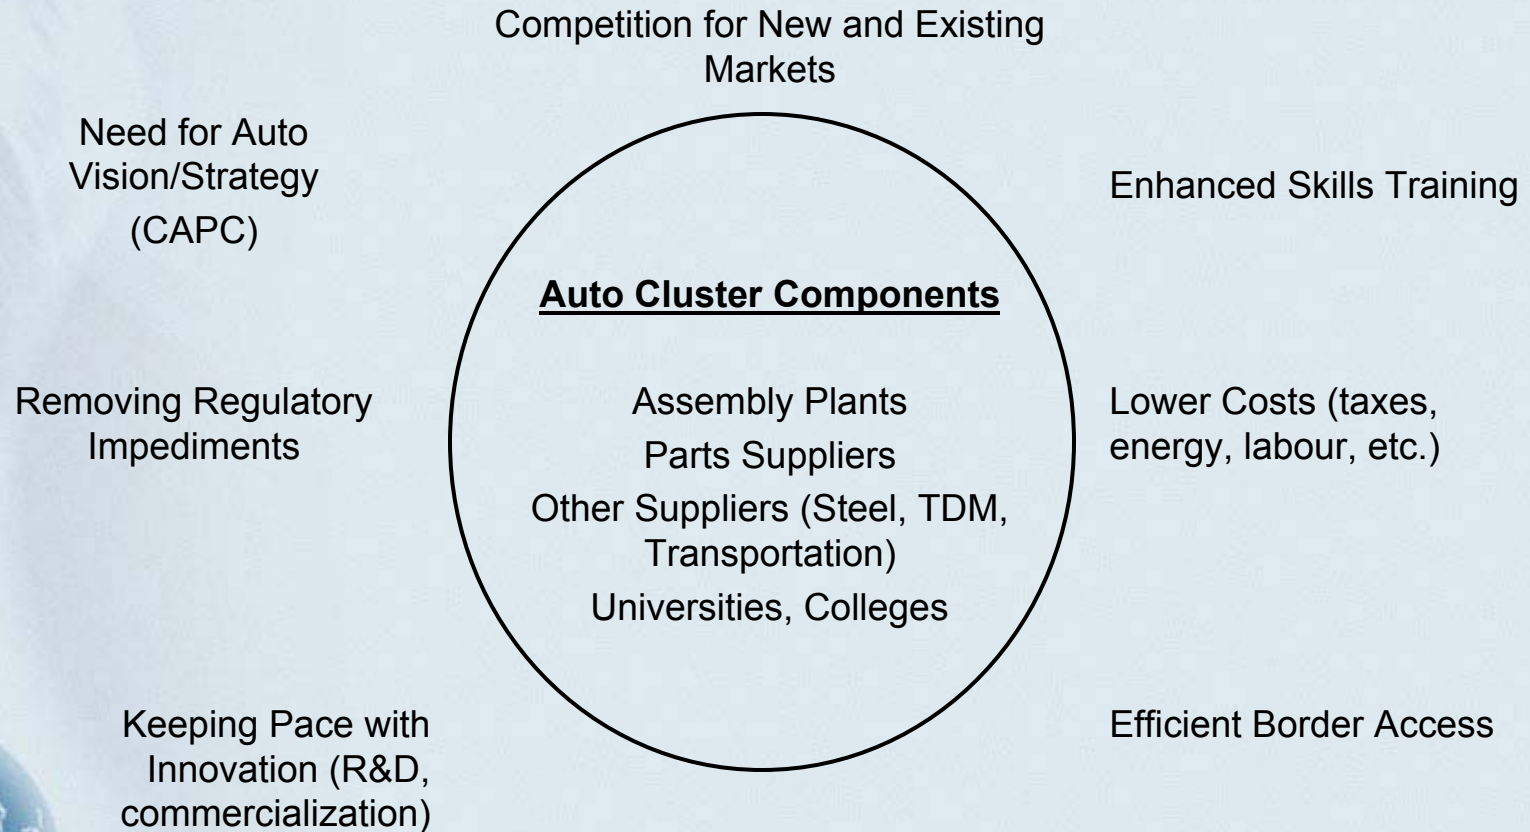 Competition for New and Existing
Markets
Need for Auto
Vision/Strategy
(CAPC)
Enhanced Skills Training
Auto Cluster Components
Removing Regulatory
Impediments
Assembly Plants
Parts Suppliers
Other Suppliers (Steel, TDM,
Transportation)
Universities, Colleges
Lower Costs (taxes,
energy, labour, etc.)
Keeping Pace with
Innovation (R&D,
commercialization)
Efficient Border Access